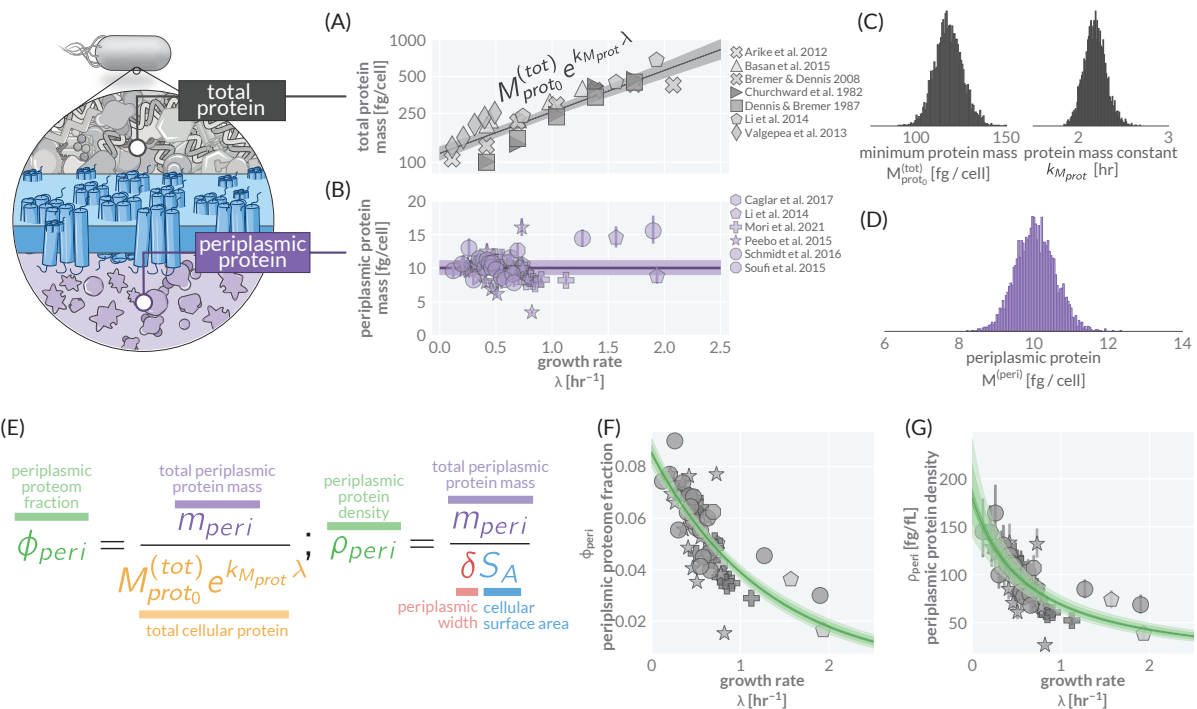 (A)
total protein
periplasmic
protein
total protein
mass [fg/cell]
1000
500
250
100
M(tot)prot0 e^kMprot λ
Arike et al. 2012
Basan et al. 2015
Bremer & Dennis 2008
Churchward et al. 1982
Dennis & Bremer 1987
Li et al. 2014
Valgepea et al. 2013
(B)
periplasmic protein
mass [fg/cell]
20
15
10
5
0
0.0 0.5 1.0 1.5 2.0 2.5
growth rate
λ [hr⁻¹]
Caglar et al. 2017
Li et al. 2014
Mori et al. 2021
Peebo et al. 2015
Schmidt et al. 2016
Soufi et al. 2015
(C)
100 150
minimum protein mass
M(tot)prot0 [fg / cell]
2 3
protein mass constant
kMprot [hr]
(D)
6 8 10 12 14
periplasmic protein
M(peri) [fg / cell]
(E)
periplasmic
proteom
fraction
ϕperi
=
total periplasmic
protein mass
mperi
M(tot)prot0 e^kMprot λ
total cellular protein
;
periplasmic
protein
density
ρperi
=
total periplasmic
protein mass
mperi
δ SA
periplasmic
width
cellular
surface area
(F)
ϕperi
periplsmic proteome fraction
0.08
0.06
0.04
0.02
0 1 2
growth rate
λ [hr⁻¹]
(G)
ρperi [fg/fL]
periplasmic protein density
200
150
100
50
0 1 2
growth rate
λ [hr⁻¹]